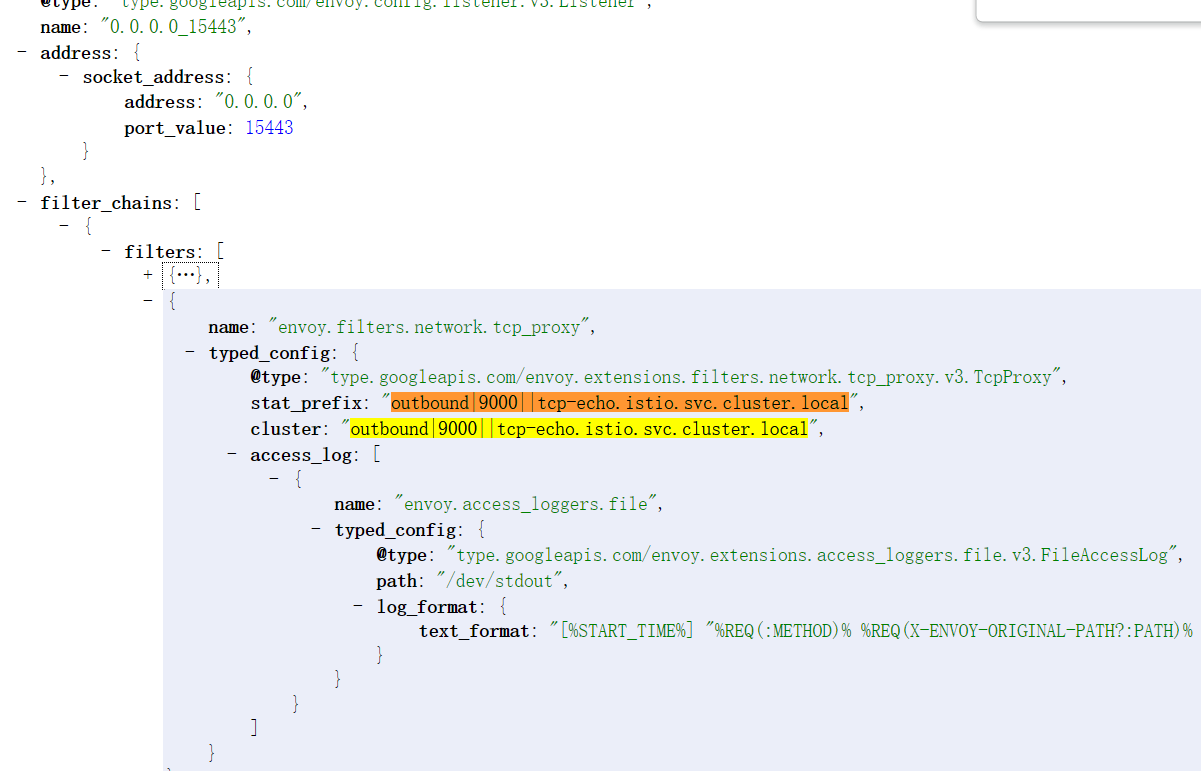 @type: "type.googleapis.com/envoy.config.listener.v3.Listener",
name: "0.0.0.0_15443",
- address: {
- socket_address: {
address: "0.0.0.0",
port_value: 15443
}
},
- filter_chains: [
- {
- filters: [
+ {…},
- {
name: "envoy.filters.network.tcp_proxy",
- typed_config: {
@type: "type.googleapis.com/envoy.extensions.filters.network.tcp_proxy.v3.TcpProxy",
stat_prefix: "outbound|9000||tcp-echo.istio.svc.cluster.local",
cluster: "outbound|9000||tcp-echo.istio.svc.cluster.local",
- access_log: [
- {
name: "envoy.access_loggers.file",
- typed_config: {
@type: "type.googleapis.com/envoy.extensions.access_loggers.file.v3.FileAccessLog",
path: "/dev/stdout",
- log_format: {
text_format: "[%START_TIME%] "%REQ(:METHOD)% %REQ(X-ENVOY-ORIGINAL-PATH?:PATH)%
}
}
}
]
}